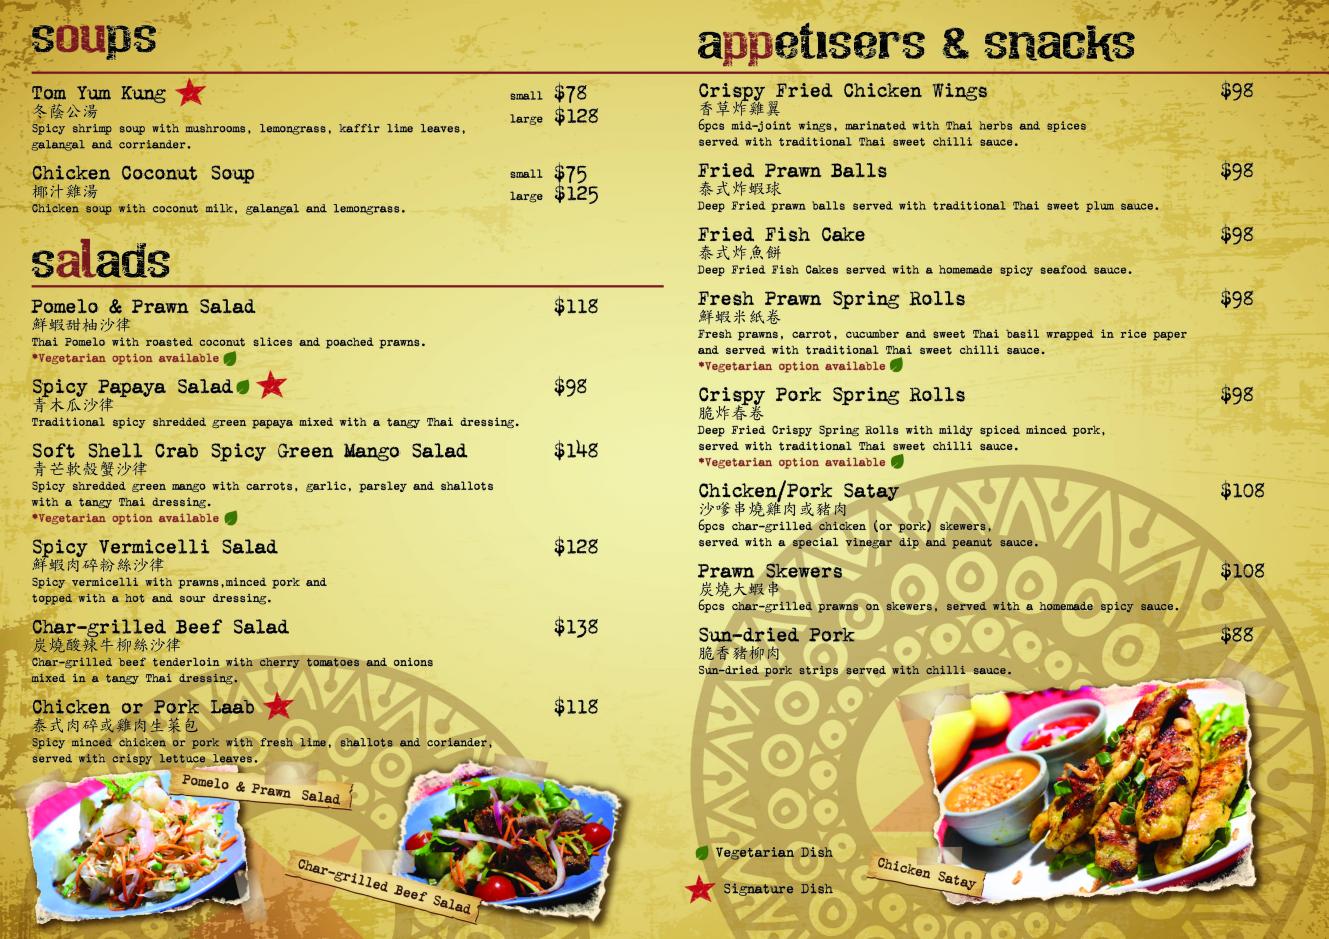 soups
Tom Yum Kung
small $78
冬蔭公湯
large $128
Spicy shrimp soup with mushrooms, lemongrass, kaffir lime leaves,
galangal and corriander.
Chicken Coconut Soup
small $75
椰汁雞湯
large $125
Chicken soup with coconut milk, galangal and lemongrass.
salads
Pomelo & Prawn Salad $118
鮮蝦甜柚沙律
Thai Pomelo with roasted coconut slices and poached prawns.
*Vegetarian option available
Spicy Papaya Salad $98
青木瓜沙律
Traditional spicy shredded green papaya mixed with a tangy Thai dressing.
Soft Shell Crab Spicy Green Mango Salad $148
青芒軟殼蟹沙律
Spicy shredded green mango with carrots, garlic, parsley and shallots
with a tangy Thai dressing.
*Vegetarian option available
Spicy Vermicelli Salad $128
鮮蝦肉碎粉絲沙律
Spicy vermicelli with prawns,minced pork and
topped with a hot and sour dressing.
Char-grilled Beef Salad $138
炭燒酸辣牛柳絲沙律
Char-grilled beef tenderloin with cherry tomatoes and onions
mixed in a tangy Thai dressing.
Chicken or Pork Laab $118
泰式肉碎或雞肉生菜包
Spicy minced chicken or pork with fresh lime, shallots and coriander,
served with crispy lettuce leaves.
Pomelo & Prawn Salad
Char-grilled Beef Salad
appetisers & snacks
Crispy Fried Chicken Wings $98
香草炸雞翼
6pcs mid-joint wings, marinated with Thai herbs and spices
served with traditional Thai sweet chilli sauce.
Fried Prawn Balls $98
泰式炸蝦球
Deep Fried prawn balls served with traditional Thai sweet plum sauce.
Fried Fish Cake $98
泰式炸魚餅
Deep Fried Fish Cakes served with a homemade spicy seafood sauce.
Fresh Prawn Spring Rolls $98
鮮蝦米紙卷
Fresh prawns, carrot, cucumber and sweet Thai basil wrapped in rice paper
and served with traditional Thai sweet chilli sauce.
*Vegetarian option available
Crispy Pork Spring Rolls $98
脆炸春卷
Deep Fried Crispy Spring Rolls with mildy spiced minced pork,
served with traditional Thai sweet chilli sauce.
*Vegetarian option available
Chicken/Pork Satay $108
沙嗲串燒雞肉或豬肉
6pcs char-grilled chicken (or pork) skewers,
served with a special vinegar dip and peanut sauce.
Prawn Skewers $108
炭燒大蝦串
6pcs char-grilled prawns on skewers, served with a homemade spicy sauce.
Sun-dried Pork $88
脆香豬柳肉
Sun-dried pork strips served with chilli sauce.
Vegetarian Dish
Signature Dish
Chicken Satay